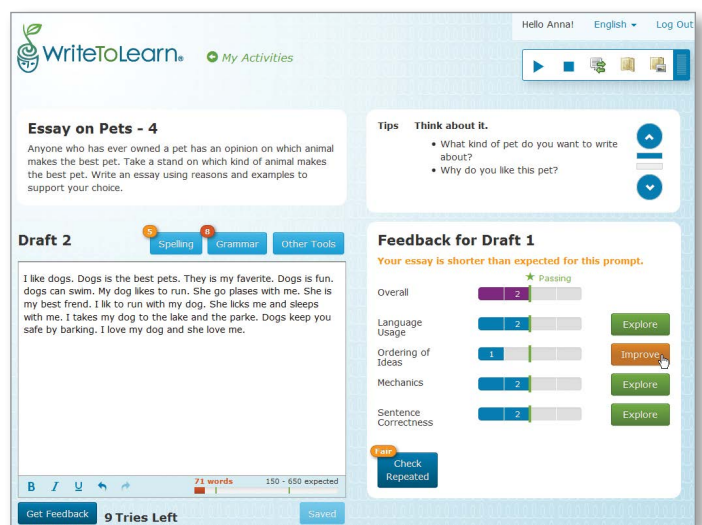 Hello Anna! English Log Out
WriteToLearn® My Activities
Essay on Pets - 4
Anyone who has ever owned a pet has an opinion on which animal
makes the best pet. Take a stand on which kind of animal makes
the best pet. Write an essay using reasons and examples to
support your choice.
Tips Think about it.
• What kind of pet do you want to write
about?
• Why do you like this pet?
Draft 2
5
Spelling
8
Grammar
Other Tools
I like dogs. Dogs is the best pets. They is my faverite. Dogs is fun.
dogs can swim. My dog likes to run. She go plases with me. She is
my best frend. I lik to run with my dog. She licks me and sleeps
with me. I takes my dog to the lake and the parke. Dogs keep you
safe by barking. I love my dog and she love me.
B I U
71 words 150 - 650 expected
Get Feedback 9 Tries Left Saved
Feedback for Draft 1
Your essay is shorter than expected for this prompt.
★ Passing
Overall 2
Language
Usage
2 Explore
Ordering of
Ideas
1 Improve
Mechanics 2 Explore
Sentence
Correctness
2 Explore
Fair
Check
Repeated